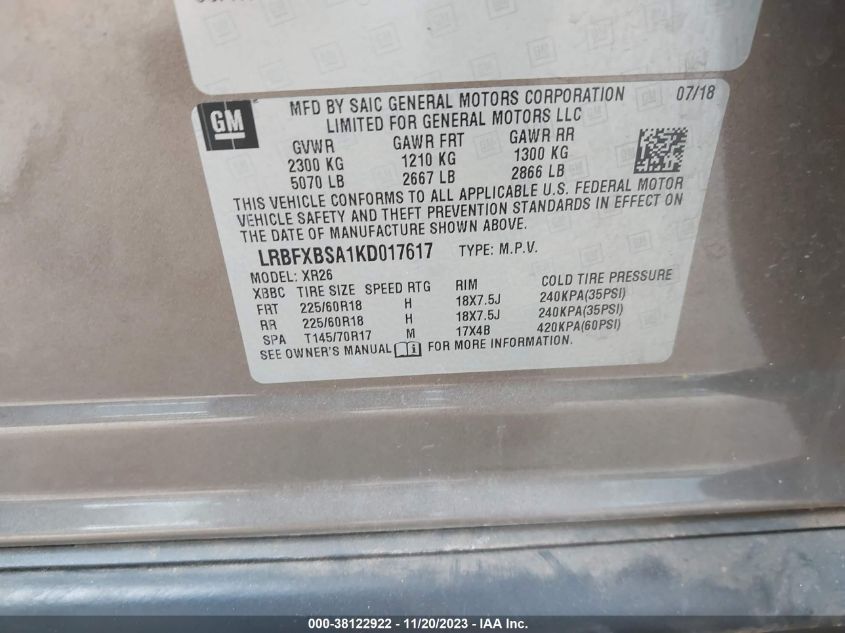 GM
MFD BY SAIC GENERAL MOTORS CORPORATION 07/18
LIMITED FOR GENERAL MOTORS LLC
GVWR GAWR FRT GAWR RR
2300 KG 1210 KG 1300 KG
5070 LB 2667 LB 2866 LB
THIS VEHICLE CONFORMS TO ALL APPLICABLE U.S. FEDERAL MOTOR
VEHICLE SAFETY AND THEFT PREVENTION STANDARDS IN EFFECT ON
THE DATE OF MANUFACTURE SHOWN ABOVE.
LRBFXBSA1KD017617 TYPE: M.P.V.
MODEL: XR26
XBBC TIRE SIZE SPEED RTG RIM COLD TIRE PRESSURE
FRT 225/60R18 H 18X7.5J 240KPA(35PSI)
RR 225/60R18 H 18X7.5J 240KPA(35PSI)
SPA T145/70R17 M 17X4B 420KPA(60PSI)
SEE OWNER'S MANUAL FOR MORE INFORMATION.
000-38122922 - 11/20/2023 - IAA Inc.